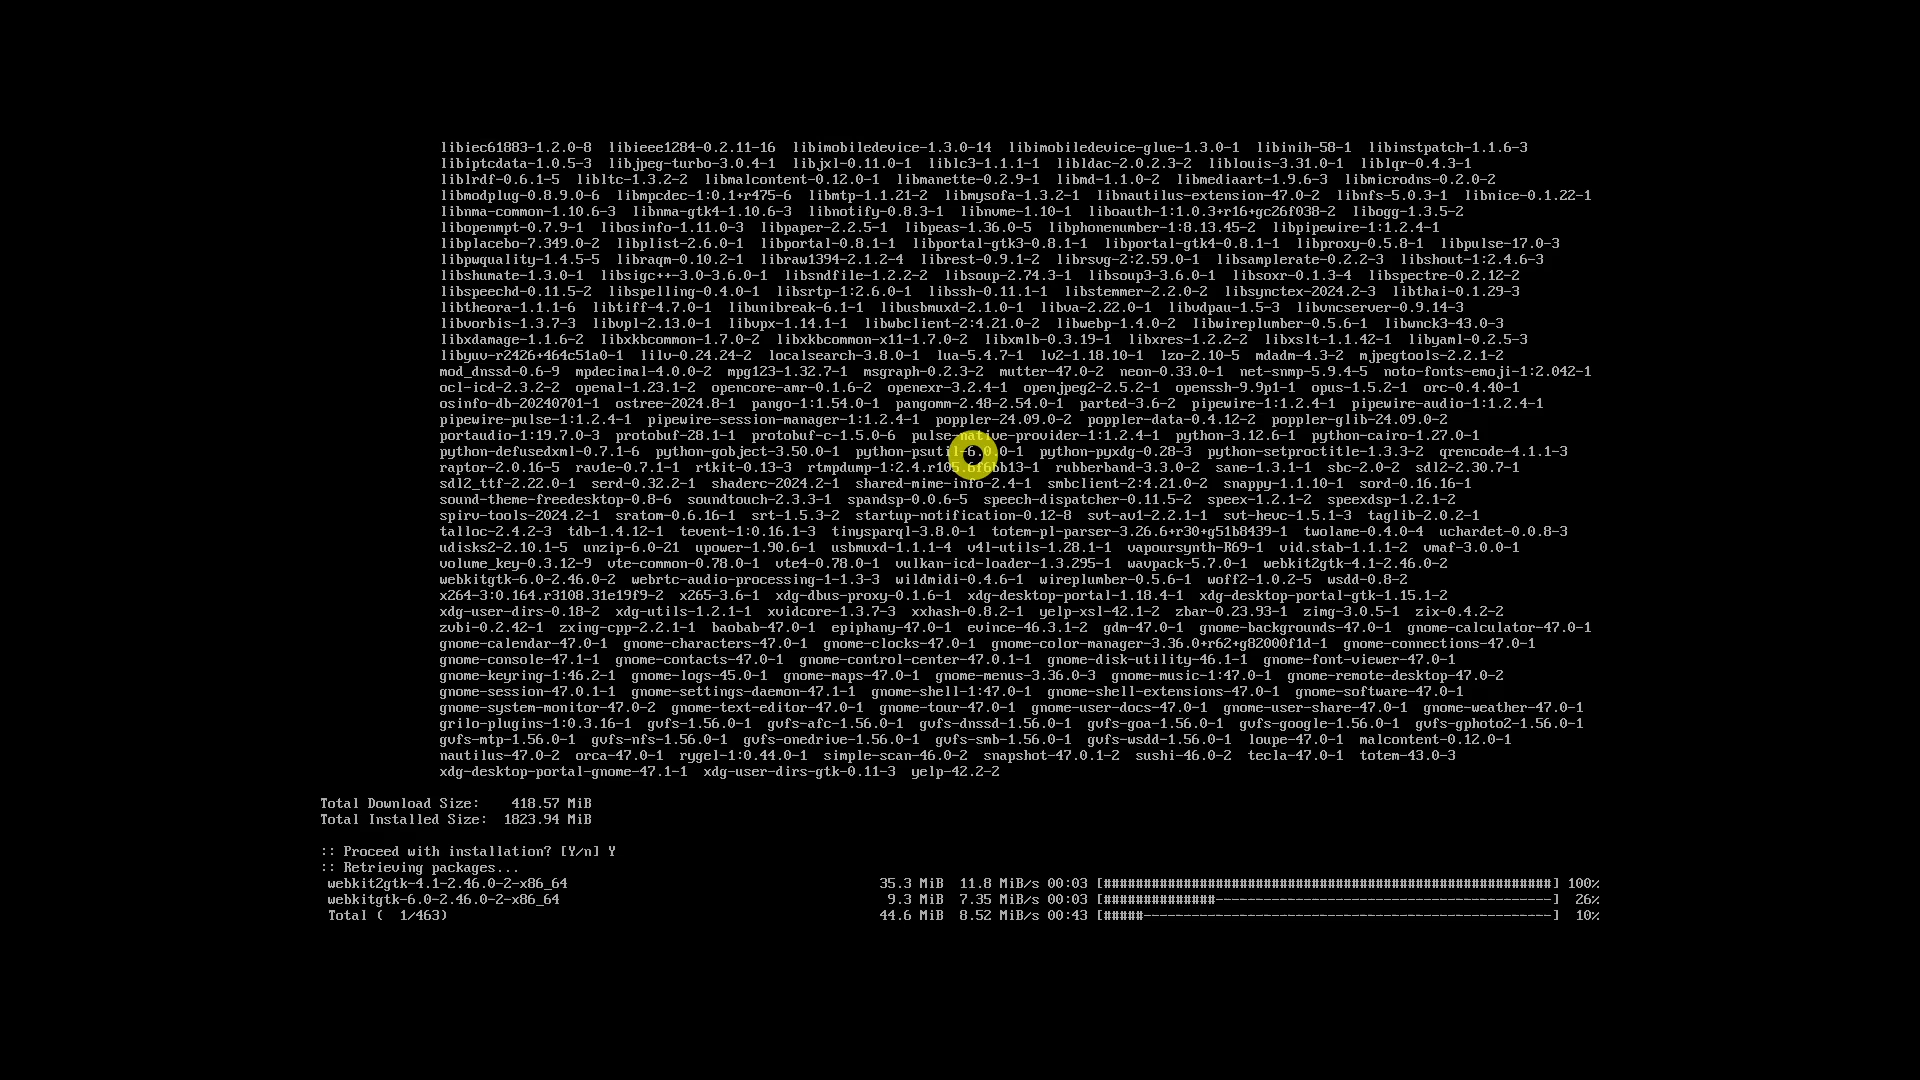 libiec61883-1.2.0-8  libieee1284-0.2.11-16  libimobiledevice-1.3.0-14  libimobiledevice-glue-1.3.0-1  libinih-58-1  libinstpatch-1.1.6-3
libiptcdata-1.0.5-3  libjpeg-turbo-3.0.4-1  libjxl-0.11.0-1  liblc3-1.1.1-1  libldac-2.0.2.3-2  liblouis-3.31.0-1  liblqr-0.4.3-1
liblrdf-0.6.1-5  libltc-1.3.2-2  libmalcontent-0.12.0-1  libmanette-0.2.9-1  libmd-1.1.0-2  libmediaart-1.9.6-3  libmicrodns-0.2.0-2
libmodplug-0.8.9.0-6  libmpcdec-1:0.1+r475-6  libmtp-1.1.21-2  libmysofa-1.3.2-1  libnautilus-extension-47.0-2  libnfs-5.0.3-1  libnice-0.1.22-1
libnma-common-1.10.6-3  libnma-gtk4-1.10.6-3  libnotify-0.8.3-1  libnvme-1.10-1  liboauth-1:1.0.3+r16+gc26f038-2  libogg-1.3.5-2
libopenmpt-0.7.9-1  libosinfo-1.11.0-3  libpaper-2.2.5-1  libpeas-1.36.0-5  libphonenumber-1:8.13.45-2  libpipewire-1:1.2.4-1
libplacebo-7.349.0-2  libplist-2.6.0-1  libportal-0.8.1-1  libportal-gtk3-0.8.1-1  libportal-gtk4-0.8.1-1  libproxy-0.5.8-1  libpulse-17.0-3
libpwquality-1.4.5-5  libraqm-0.10.2-1  libraw1394-2.1.2-4  librest-0.9.1-2  librsvg-2:2.59.0-1  libsamplerate-0.2.2-3  libshout-1:2.4.6-3
libshumate-1.3.0-1  libsigc++-3.0-3.6.0-1  libsndfile-1.2.2-2  libsoup-2.74.3-1  libsoup3-3.6.0-1  libsoxr-0.1.3-4  libspectre-0.2.12-2
libspeechd-0.11.5-2  libspelling-0.4.0-1  libsrtp-1:2.6.0-1  libssh-0.11.1-1  libstemmer-2.2.0-2  libsynctex-2024.2-3  libthai-0.1.29-3
libtheora-1.1.1-6  libtiff-4.7.0-1  libunibreak-6.1-1  libusbmuxd-2.1.0-1  libva-2.22.0-1  libvdpau-1.5-3  libvncserver-0.9.14-3
libvorbis-1.3.7-3  libvpl-2.13.0-1  libvpx-1.14.1-1  libwbclient-2:4.21.0-2  libwebp-1.4.0-2  libwireplumber-0.5.6-1  libwnck3-43.0-3
libxdamage-1.1.6-2  libxkbcommon-1.7.0-2  libxkbcommon-x11-1.7.0-2  libxmlb-0.3.19-1  libxres-1.2.2-2  libxslt-1.1.42-1  libyaml-0.2.5-3
libyuv-r2426+464c51a0-1  lilv-0.24.24-2  localsearch-3.8.0-1  lua-5.4.7-1  lv2-1.18.10-1  lzo-2.10-5  mdadm-4.3-2  mjpegtools-2.2.1-2
mod_dnssd-0.6-9  mpdecimal-4.0.0-2  mpg123-1.32.7-1  msgraph-0.2.3-2  mutter-47.0-2  neon-0.33.0-1  net-snmp-5.9.4-5  noto-fonts-emoji-1:2.042-1
ocl-icd-2.3.2-2  openal-1.23.1-2  opencore-amr-0.1.6-2  openexr-3.2.4-1  openjpeg2-2.5.2-1  openssh-9.9p1-1  opus-1.5.2-1  orc-0.4.40-1
osinfo-db-20240701-1  ostree-2024.8-1  pango-1:1.54.0-1  pangomm-2.48-2.54.0-1  parted-3.6-2  pipewire-1:1.2.4-1  pipewire-audio-1:1.2.4-1
pipewire-pulse-1:1.2.4-1  pipewire-session-manager-1:1.2.4-1  poppler-24.09.0-2  poppler-data-0.4.12-2  poppler-glib-24.09.0-2
portaudio-1:19.7.0-3  protobuf-28.1-1  protobuf-c-1.5.0-6  pulse-native-provider-1:1.2.4-1  python-3.12.6-1  python-cairo-1.27.0-1
python-defusedxml-0.7.1-6  python-gobject-3.50.0-1  python-psutil-6.0.0-1  python-pyxdg-0.28-3  python-setproctitle-1.3.3-2  qrencode-4.1.1-3
raptor-2.0.16-5  rav1e-0.7.1-1  rtkit-0.13-3  rtmpdump-1:2.4.r105.6f6bb13-1  rubberband-3.3.0-2  sane-1.3.1-1  sbc-2.0-2  sdl2-2.30.7-1
sdl2_ttf-2.22.0-1  serd-0.32.2-1  shaderc-2024.2-1  shared-mime-info-2.4-1  smbclient-2:4.21.0-2  snappy-1.1.10-1  sord-0.16.16-1
sound-theme-freedesktop-0.8-6  soundtouch-2.3.3-1  spandsp-0.0.6-5  speech-dispatcher-0.11.5-2  speex-1.2.1-2  speexdsp-1.2.1-2
spirv-tools-2024.2-1  sratom-0.6.16-1  srt-1.5.3-2  startup-notification-0.12-8  svt-av1-2.2.1-1  svt-hevc-1.5.1-3  taglib-2.0.2-1
talloc-2.4.2-3  tdb-1.4.12-1  tevent-1:0.16.1-3  tinysparql-3.8.0-1  totem-pl-parser-3.26.6+r30+g51b8439-1  twolame-0.4.0-4  uchardet-0.0.8-3
udisks2-2.10.1-5  unzip-6.0-21  upower-1.90.6-1  usbmuxd-1.1.1-4  v4l-utils-1.28.1-1  vapoursynth-R69-1  vid.stab-1.1.1-2  vmaf-3.0.0-1
volume_key-0.3.12-9  vte-common-0.78.0-1  vte4-0.78.0-1  vulkan-icd-loader-1.3.295-1  wavpack-5.7.0-1  webkit2gtk-4.1-2.46.0-2
webkitgtk-6.0-2.46.0-2  webrtc-audio-processing-1-1.3-3  wildmidi-0.4.6-1  wireplumber-0.5.6-1  woff2-1.0.2-5  wsdd-0.8-2
x264-3:0.164.r3108.31e19f9-2  x265-3.6-1  xdg-dbus-proxy-0.1.6-1  xdg-desktop-portal-1.18.4-1  xdg-desktop-portal-gtk-1.15.1-2
xdg-user-dirs-0.18-2  xdg-utils-1.2.1-1  xvidcore-1.3.7-3  xxhash-0.8.2-1  yelp-xsl-42.1-2  zbar-0.23.93-1  zimg-3.0.5-1  zix-0.4.2-2
zvbi-0.2.42-1  zxing-cpp-2.2.1-1  baobab-47.0-1  epiphany-47.0-1  evince-46.3.1-2  gdm-47.0-1  gnome-backgrounds-47.0-1  gnome-calculator-47.0-1
gnome-calendar-47.0-1  gnome-characters-47.0-1  gnome-clocks-47.0-1  gnome-color-manager-3.36.0+r62+g82000f1d-1  gnome-connections-47.0-1
gnome-console-47.1-1  gnome-contacts-47.0-1  gnome-control-center-47.0.1-1  gnome-disk-utility-46.1-1  gnome-font-viewer-47.0-1
gnome-keyring-1:46.2-1  gnome-logs-45.0-1  gnome-maps-47.0-1  gnome-menus-3.36.0-3  gnome-music-1:47.0-1  gnome-remote-desktop-47.0-2
gnome-session-47.0.1-1  gnome-settings-daemon-47.1-1  gnome-shell-1:47.0-1  gnome-shell-extensions-47.0-1  gnome-software-47.0-1
gnome-system-monitor-47.0-2  gnome-text-editor-47.0-1  gnome-tour-47.0-1  gnome-user-docs-47.0-1  gnome-user-share-47.0-1  gnome-weather-47.0-1
grilo-plugins-1:0.3.16-1  gvfs-1.56.0-1  gvfs-afc-1.56.0-1  gvfs-dnssd-1.56.0-1  gvfs-goa-1.56.0-1  gvfs-google-1.56.0-1  gvfs-gphoto2-1.56.0-1
gvfs-mtp-1.56.0-1  gvfs-nfs-1.56.0-1  gvfs-onedrive-1.56.0-1  gvfs-smb-1.56.0-1  gvfs-wsdd-1.56.0-1  loupe-47.0-1  malcontent-0.12.0-1
nautilus-47.0-2  orca-47.0-1  rygel-1:0.44.0-1  simple-scan-46.0-2  snapshot-47.0.1-2  sushi-46.0-2  tecla-47.0-1  totem-43.0-3
xdg-desktop-portal-gnome-47.1-1  xdg-user-dirs-gtk-0.11-3  yelp-42.2-2
Total Download Size:    418.57 MiB
Total Installed Size:  1823.94 MiB
:: Proceed with installation? [Y/n] Y
:: Retrieving packages...
webkit2gtk-4.1-2.46.0-2-x86_64  35.3 MiB  11.8 MiB/s 00:03 [########################################################] 100%
webkitgtk-6.0-2.46.0-2-x86_64  9.3 MiB  7.35 MiB/s 00:03 [##############------------------------------------------]  26%
Total (  1/463)  44.6 MiB  8.52 MiB/s 00:43 [#####---------------------------------------------------]  10%